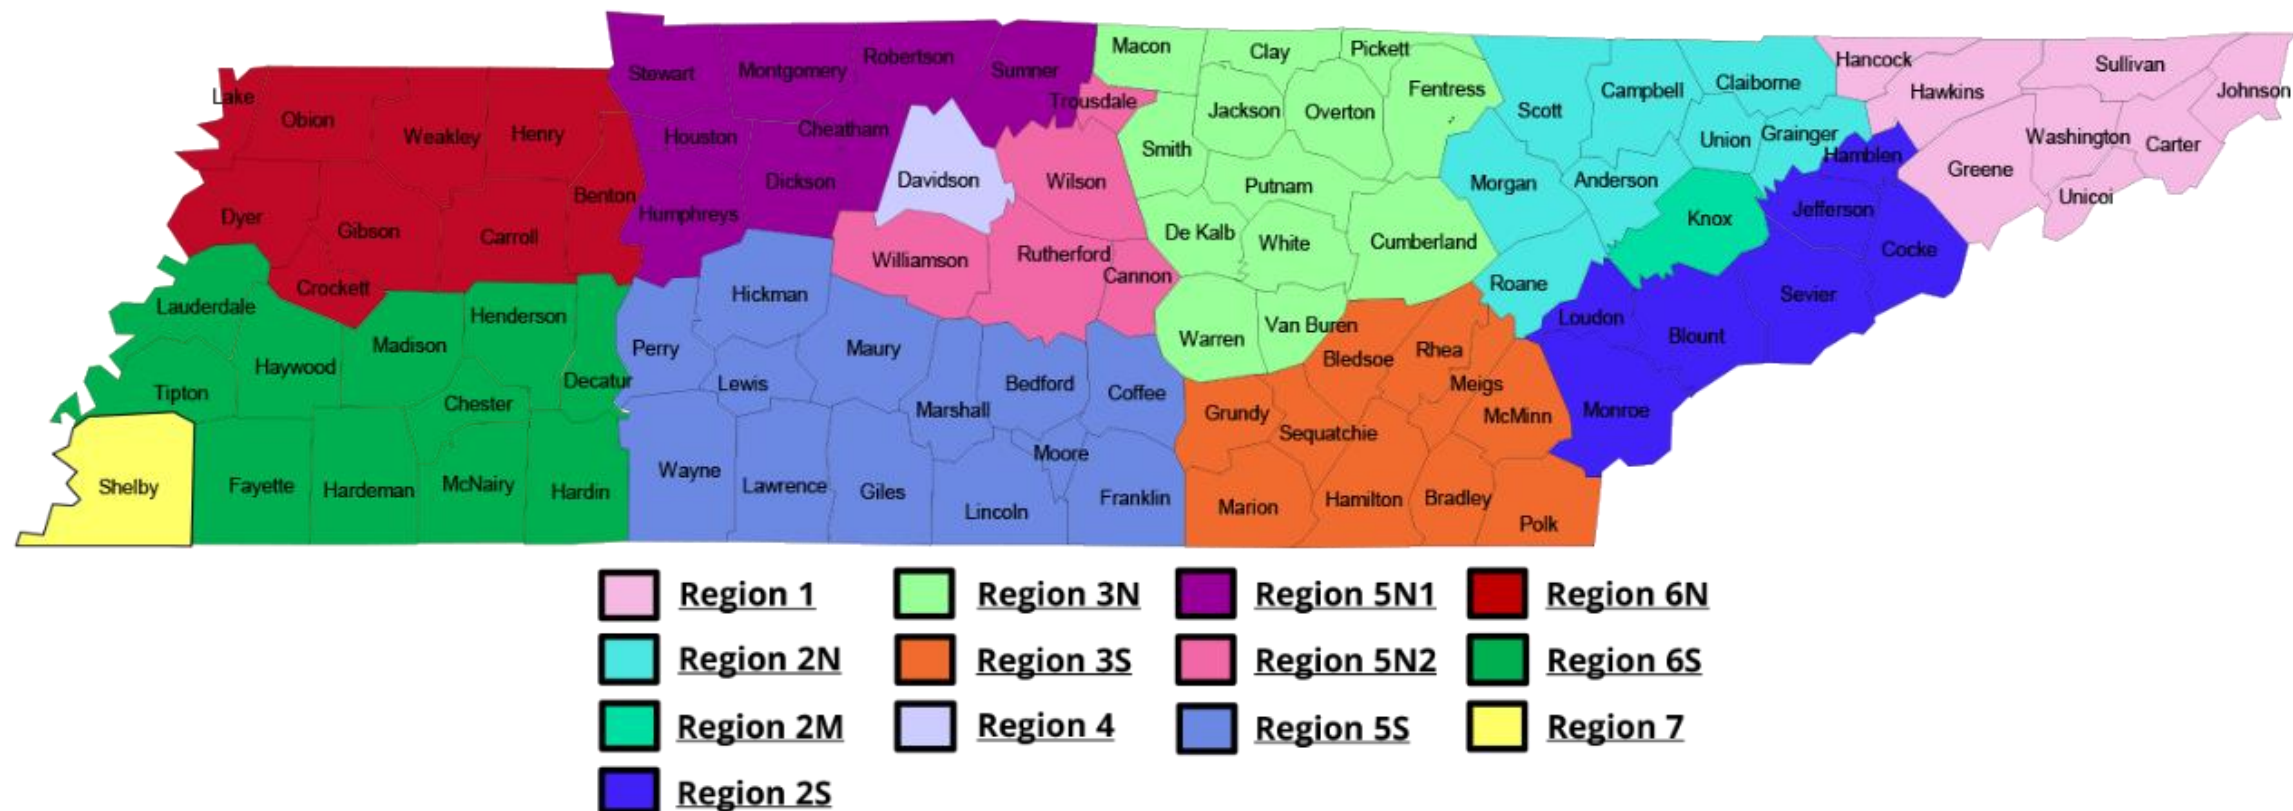 Lake
Obion
Weakley
Henry
Benton
Dyer
Gibson
Carroll
Crockett
Stewart
Montgomery
Robertson
Sumner
Houston
Cheatham
Dickson
Humphreys
Davidson
Trousdale
Wilson
Williamson
Rutherford
Cannon
Macon
Clay
Pickett
Fentress
Jackson
Overton
Smith
Putnam
De Kalb
White
Cumberland
Warren
Van Buren
Scott
Campbell
Claiborne
Union
Grainger
Morgan
Anderson
Roane
Knox
Hamblen
Jefferson
Cocke
Sevier
Blount
Loudon
Monroe
Hancock
Hawkins
Sullivan
Johnson
Washington
Carter
Greene
Unicoi
Lauderdale
Tipton
Haywood
Madison
Henderson
Decatur
Chester
Shelby
Fayette
Hardeman
McNairy
Hardin
Hickman
Perry
Lewis
Maury
Marshall
Bedford
Coffee
Moore
Wayne
Lawrence
Giles
Lincoln
Franklin
Bledsoe
Rhea
Meigs
McMinn
Grundy
Sequatchie
Marion
Hamilton
Bradley
Polk
Region 1
Region 2N
Region 2M
Region 2S
Region 3N
Region 3S
Region 4
Region 5N1
Region 5N2
Region 5S
Region 6N
Region 6S
Region 7